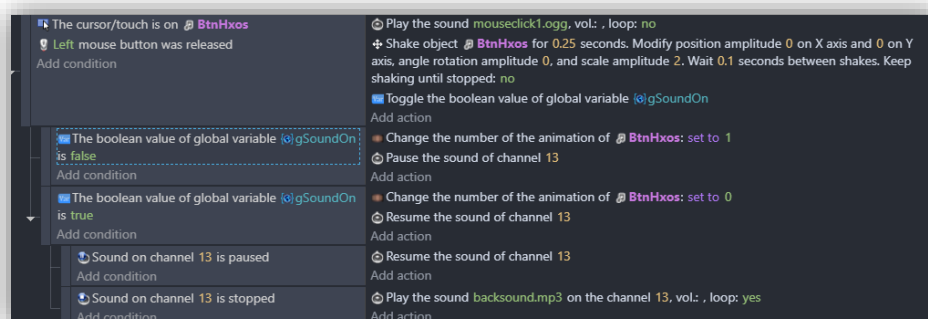 The cursor/touch is on BtnHxos
Play the sound mouseclick1.ogg, vol.: , loop: no
Left mouse button was released
Add condition
Shake object BtnHxos for 0.25 seconds. Modify position amplitude 0 on X axis and 0 on Y
axis, angle rotation amplitude 0, and scale amplitude 2. Wait 0.1 seconds between shakes. Keep
shaking until stopped: no
Toggle the boolean value of global variable gSoundOn
Add action
The boolean value of global variable gSoundOn
is false
Add condition
Change the number of the animation of BtnHxos: set to 1
Pause the sound of channel 13
Add action
The boolean value of global variable gSoundOn
is true
Add condition
Change the number of the animation of BtnHxos: set to 0
Resume the sound of channel 13
Add action
Sound on channel 13 is paused
Add condition
Resume the sound of channel 13
Add action
Sound on channel 13 is stopped
Add condition
Play the sound backsound.mp3 on the channel 13, vol.: , loop: yes
Add action